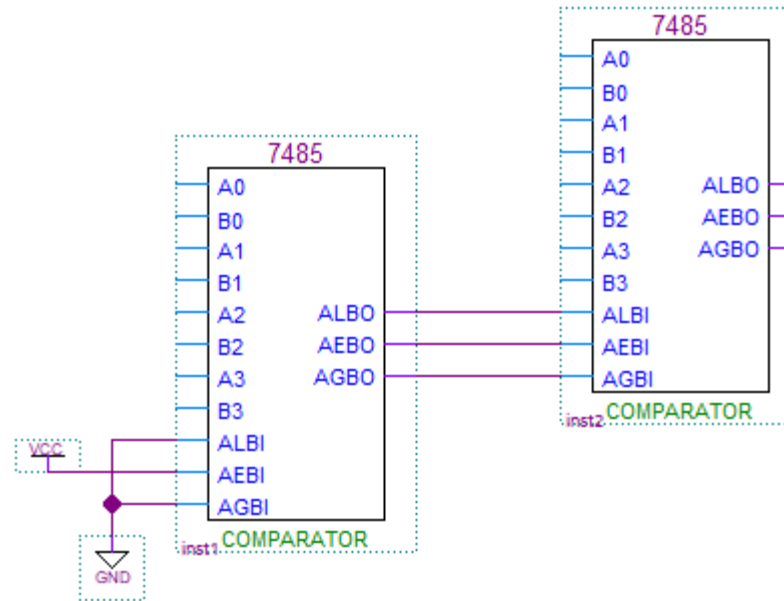 7485
A0
B0
A1
B1
A2
B2
A3
B3
ALBI
AEBI
AGBI
ALBO
AEBO
AGBO
inst2
COMPARATOR
7485
A0
B0
A1
B1
A2
B2
A3
B3
ALBI
AEBI
AGBI
ALBO
AEBO
AGBO
inst1
COMPARATOR
VCC
GND